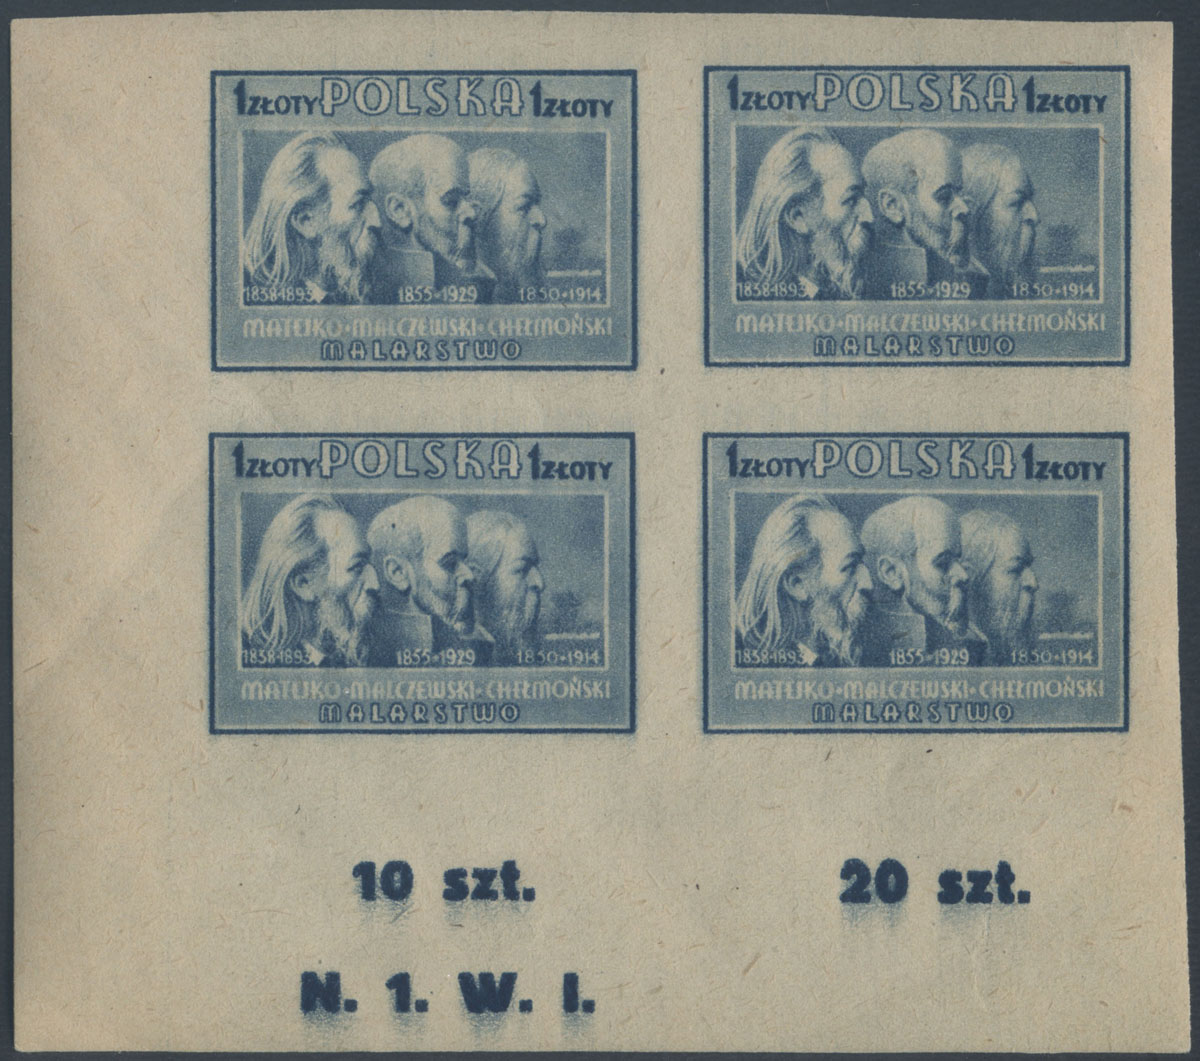 1 ZŁOTY POLSKA 1 ZŁOTY 1 ZŁOTY POLSKA 1 ZŁOTY
1838-1893 1855•1929 1850•1914 1838-1893 1855•1929 1850•1914
MATEJKO•MALCZEWSKI•CHEŁMOŃSKI MATEJKO•MALCZEWSKI•CHEŁMOŃSKI
MALARSTWO MALARSTWO
1 ZŁOTY POLSKA 1 ZŁOTY 1 ZŁOTY POLSKA 1 ZŁOTY
1838-1893 1855•1929 1850•1914 1838-1893 1855•1929 1850•1914
MATEJKO•MALCZEWSKI•CHEŁMOŃSKI MATEJKO•MALCZEWSKI•CHEŁMOŃSKI
MALARSTWO MALARSTWO
10 szt. 20 szt.
N. 1. W. I.